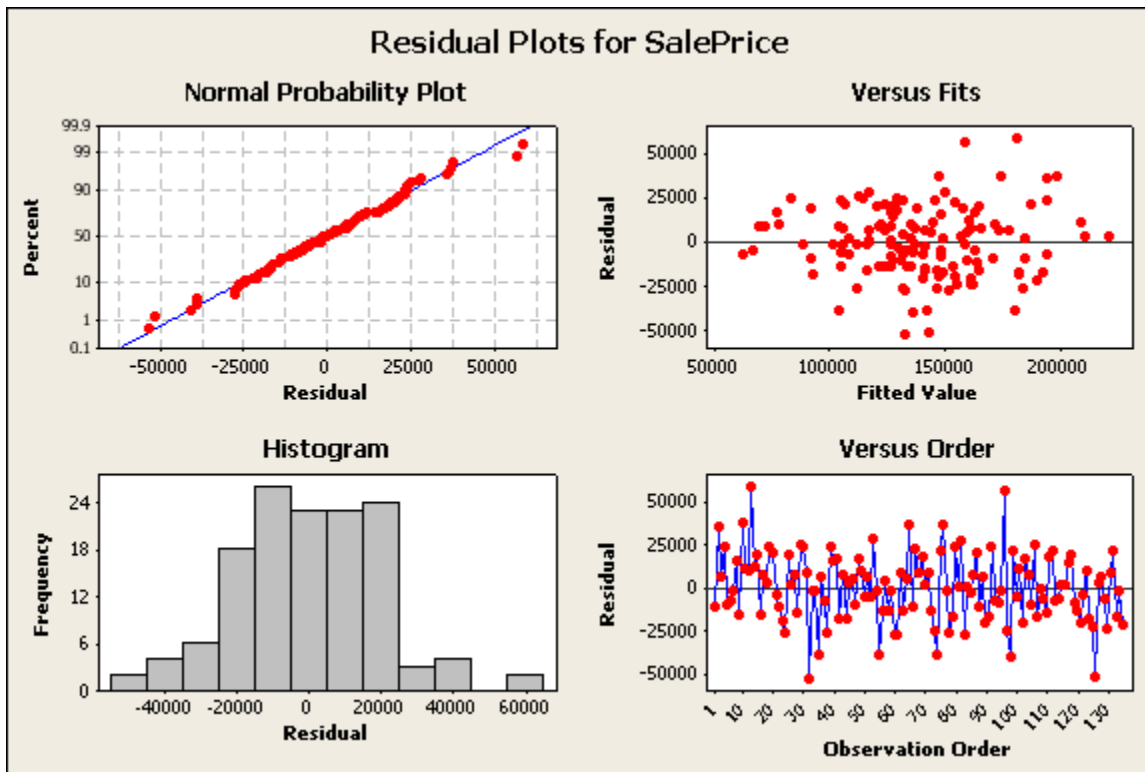 Residual Plots for SalePrice
Normal Probability Plot
99.9
99
90
50
10
1
0.1
Percent
-50000 -25000 0 25000 50000
Residual
Versus Fits
50000
25000
0
-25000
-50000
Residual
50000 100000 150000 200000
Fitted Value
Histogram
24
18
12
6
0
Frequency
-40000 -20000 0 20000 40000 60000
Residual
Versus Order
50000
25000
0
-25000
-50000
Residual
1 10 20 30 40 50 60 70 80 90 100 110 120 130
Observation Order